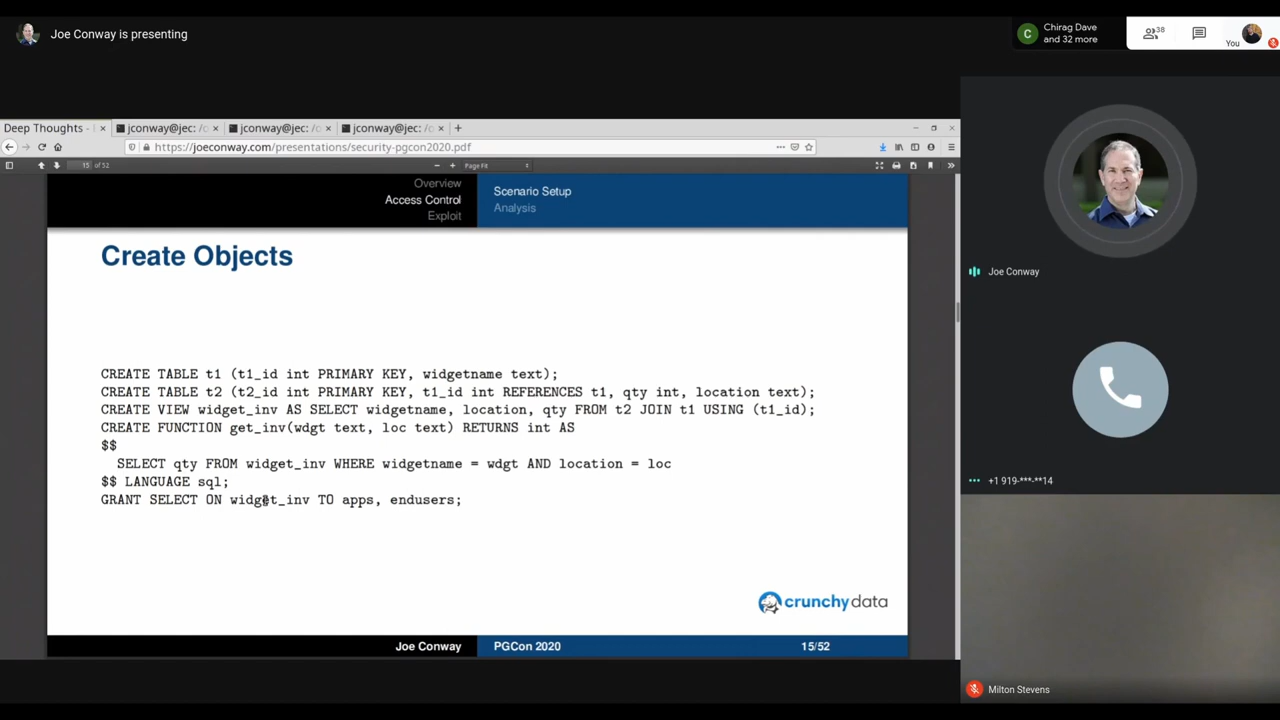 Joe Conway is presenting
C
Chirag Dave
and 32 more
38
You
Deep Thoughts -
jconway@jec: /c
jconway@jec: /c
jconway@jec: /c
https://joeconway.com/presentations/security-pgcon2020.pdf
15 of 52
Page Fit
Overview
Access Control
Exploit
Scenario Setup
Analysis
Create Objects
CREATE TABLE t1 (t1_id int PRIMARY KEY, widgetname text);
CREATE TABLE t2 (t2_id int PRIMARY KEY, t1_id int REFERENCES t1, qty int, location text);
CREATE VIEW widget_inv AS SELECT widgetname, location, qty FROM t2 JOIN t1 USING (t1_id);
CREATE FUNCTION get_inv(wdgt text, loc text) RETURNS int AS
$$
SELECT qty FROM widget_inv WHERE widgetname = wdgt AND location = loc
$$ LANGUAGE sql;
GRANT SELECT ON widget_inv TO apps, endusers;
crunchydata
Joe Conway
PGCon 2020
15/52
Joe Conway
+1 919-***-**14
Milton Stevens